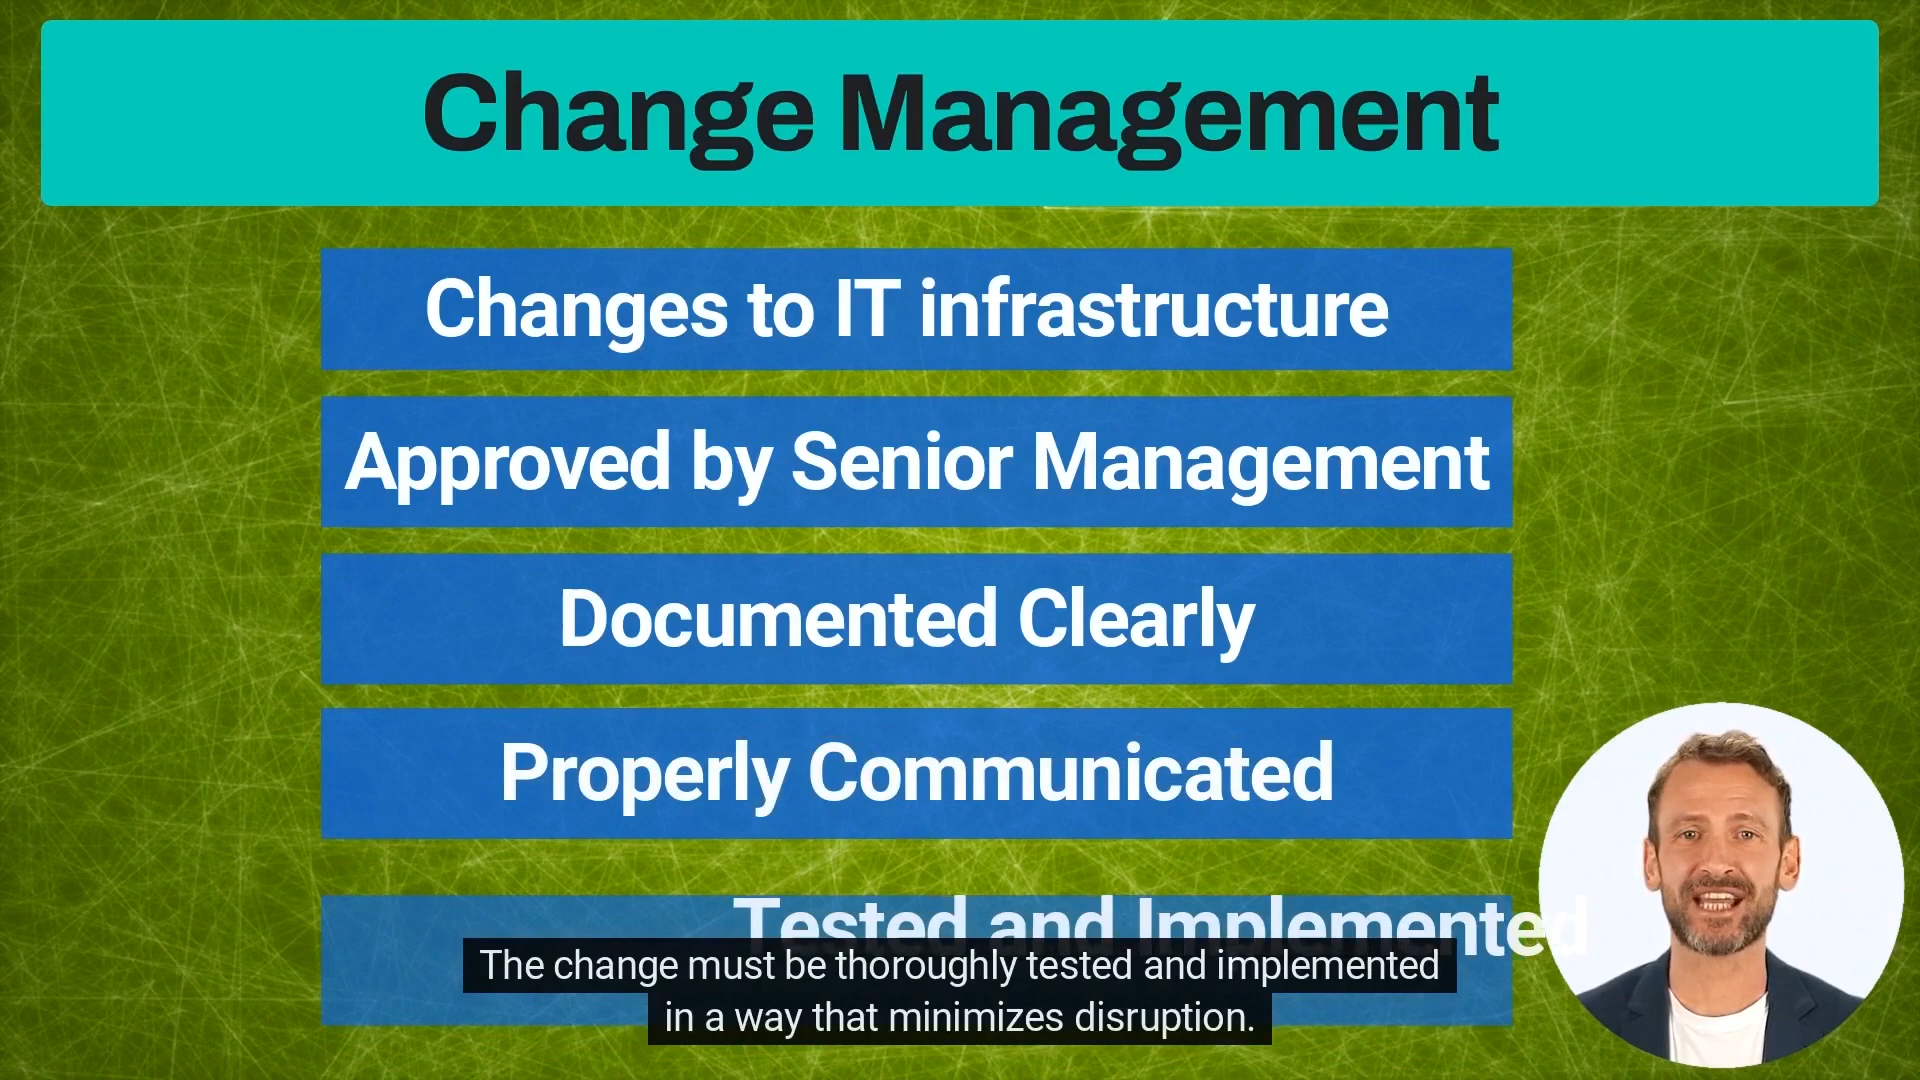 Change Management
Changes to IT infrastructure
Approved by Senior Management
Documented Clearly
Properly Communicated
Tested and Implemented
The change must be thoroughly tested and implemented
in a way that minimizes disruption.